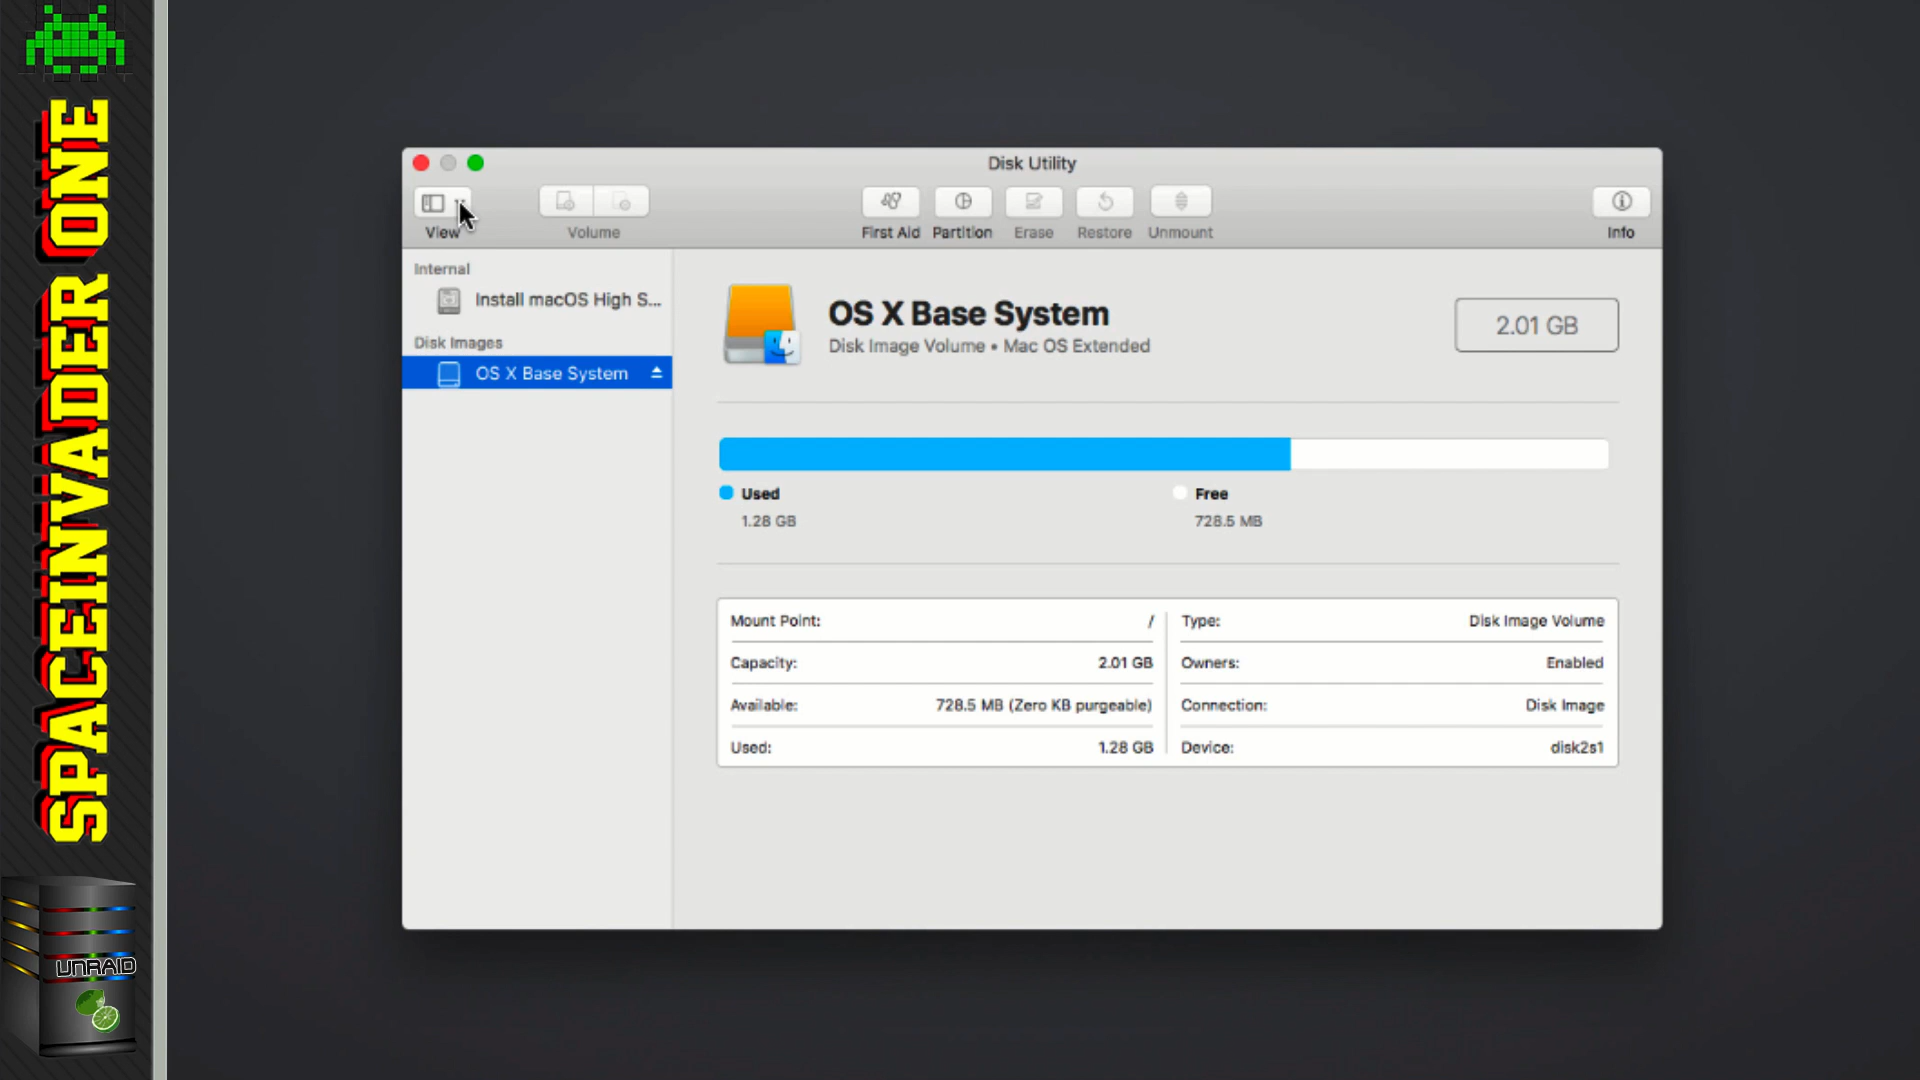 SPACEINVADER ONE
UNRAID
Disk Utility
View
Volume
First Aid
Partition
Erase
Restore
Unmount
Info
Internal
Install macOS High S...
Disk Images
OS X Base System
OS X Base System
Disk Image Volume • Mac OS Extended
2.01 GB
Used
1.28 GB
Free
728.5 MB
Mount Point: /
Capacity: 2.01 GB
Available: 728.5 MB (Zero KB purgeable)
Used: 1.28 GB
Type: Disk Image Volume
Owners: Enabled
Connection: Disk Image
Device: disk2s1